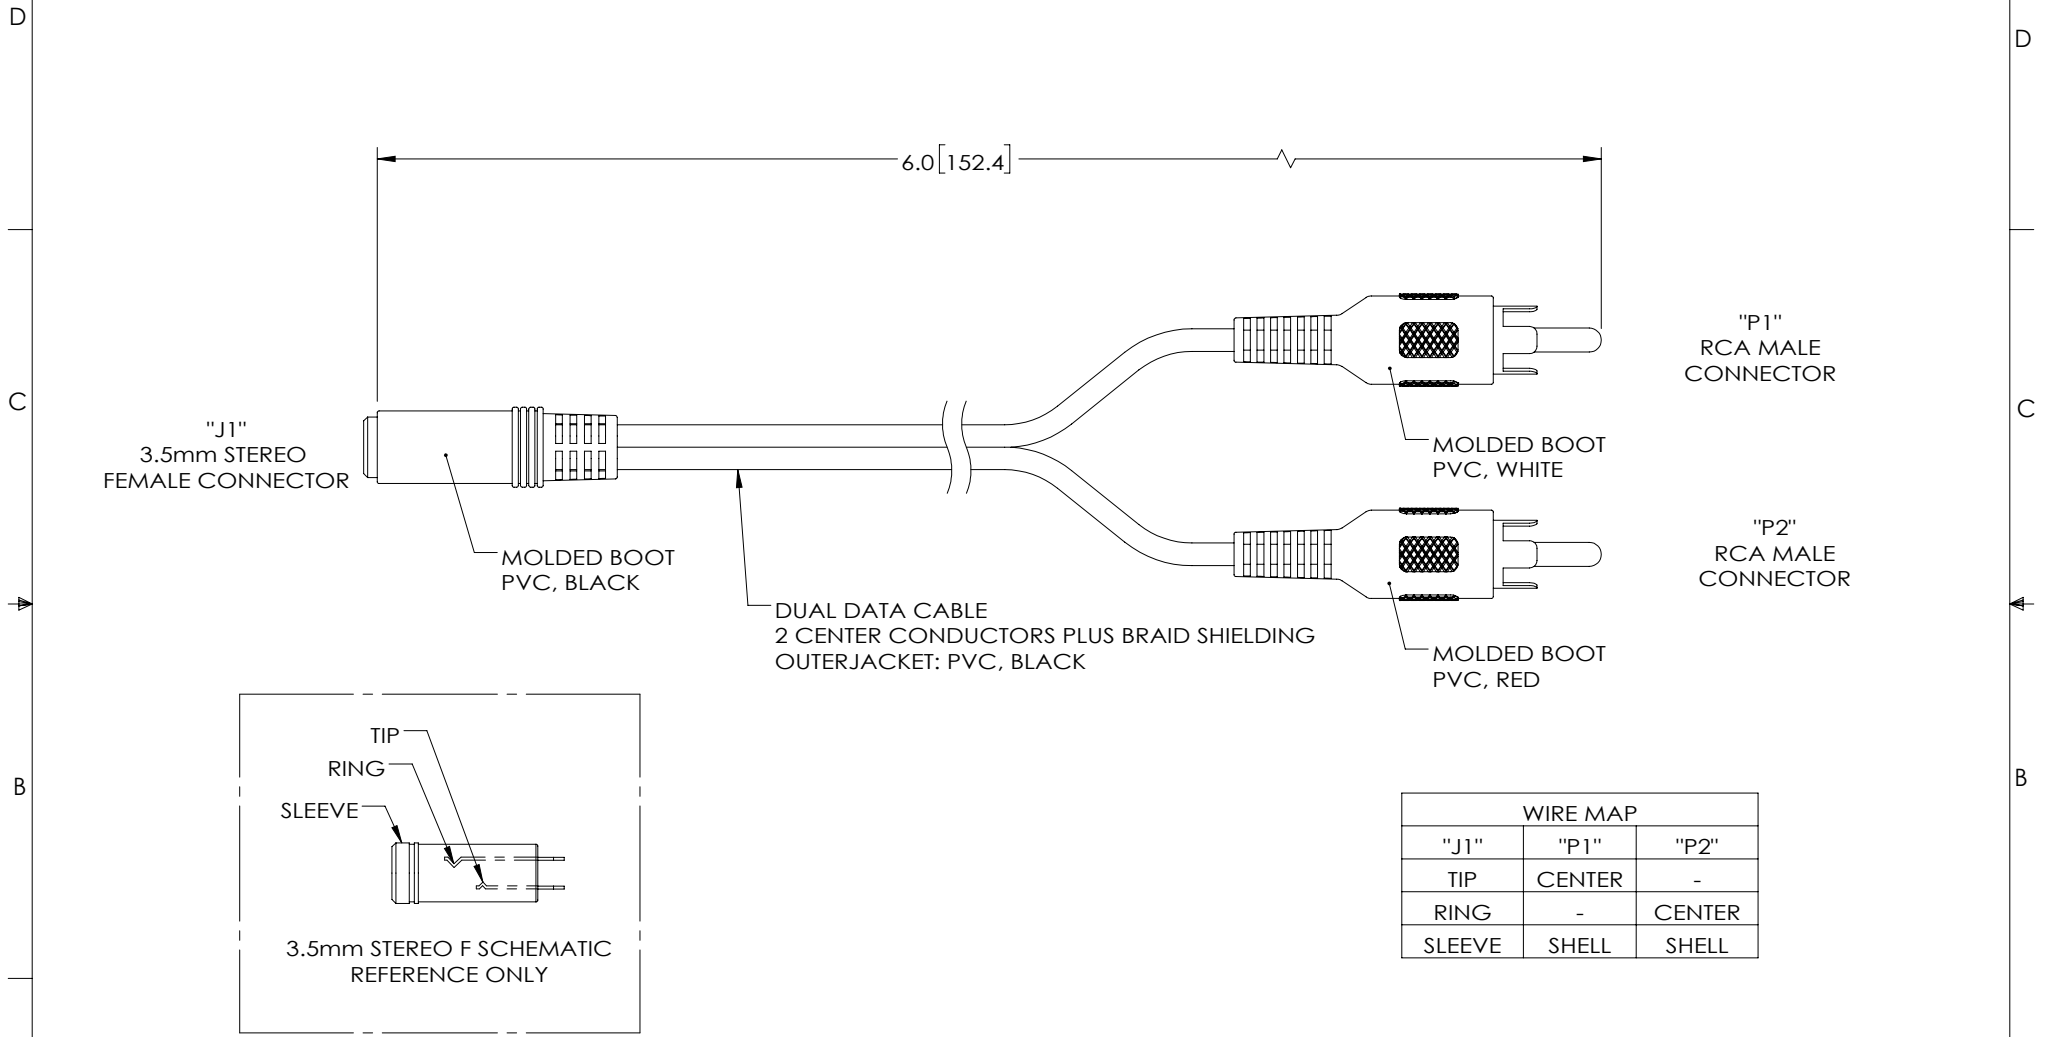 D
D
6.0[152.4]
"P1"
RCA MALE
CONNECTOR
C
C
"J1"
3.5mm STEREO
FEMALE CONNECTOR
MOLDED BOOT
PVC, WHITE
"P2"
RCA MALE
CONNECTOR
MOLDED BOOT
PVC, BLACK
DUAL DATA CABLE
2 CENTER CONDUCTORS PLUS BRAID SHIELDING
OUTERJACKET: PVC, BLACK
MOLDED BOOT
PVC, RED
TIP
RING
SLEEVE
B
B
3.5mm STEREO F SCHEMATIC
REFERENCE ONLY
WIRE MAP
"J1" "P1" "P2"
TIP CENTER -
RING - CENTER
SLEEVE SHELL SHELL